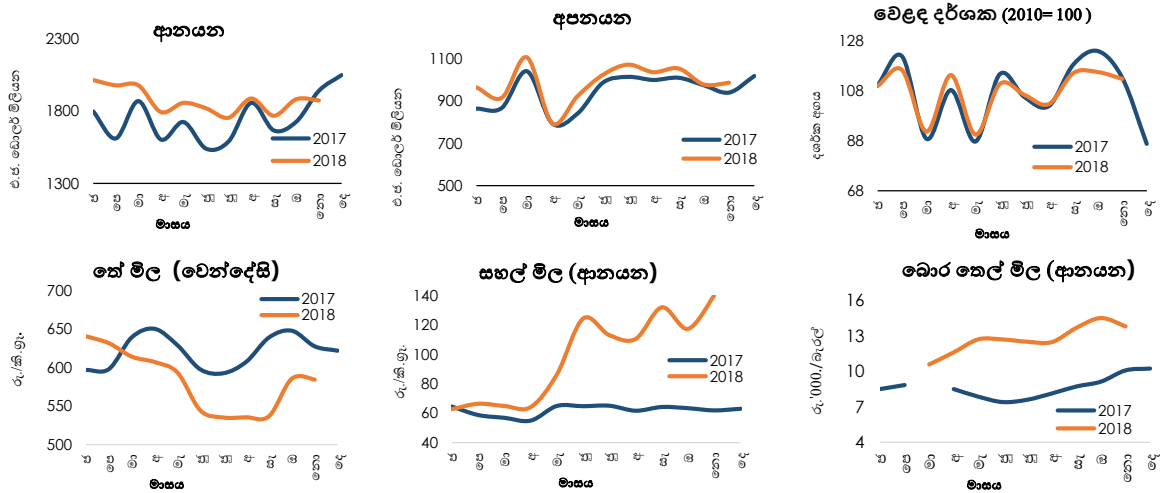 ආනයන
එ.ජ. ඩොලර් මිලියන
2300
1800
1300
2017
2018
ජ
පෙ
මා
අ
මැ
ජූ
ජූ
අ
සැ
ඔ
නො
දෙ
මාසය
අපනයන
එ.ජ. ඩොලර් මිලියන
1100
900
700
500
2017
2018
ජ
පෙ
මා
අ
මැ
ජූ
ජූ
අ
සැ
ඔ
නො
දෙ
මාසය
වෙළඳ දර්ශක (2010= 100 )
දර්ශක අගය
128
108
88
68
2017
2018
ජ
පෙ
මා
අ
මැ
ජූ
ජූ
අ
සැ
ඔ
නො
දෙ
මාසය
තේ මිල (වෙන්දේසි)
රු./කි.ග්‍රෑ.
700
650
600
550
500
2017
2018
ජ
පෙ
මා
අ
මැ
ජූ
ජූ
අ
සැ
ඔ
නො
දෙ
මාසය
සහල් මිල (ආනයන)
රු./කි.ග්‍රෑ.
140
120
100
80
60
40
2017
2018
ජ
පෙ
මා
අ
මැ
ජූ
ජූ
අ
සැ
ඔ
නො
දෙ
මාසය
බොර තෙල් මිල (ආනයන)
රු.'000./බැරල්
16
13
10
7
4
2017
2018
ජ
පෙ
මා
අ
මැ
ජූ
ජූ
අ
සැ
ඔ
නො
දෙ
මාසය